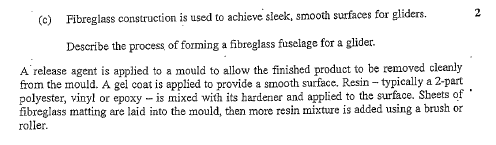 (c) Fibreglass construction is used to achieve sleek, smooth surfaces for gliders. 2
Describe the process of forming a fibreglass fuselage for a glider.
A release agent is applied to a mould to allow the finished product to be removed cleanly
from the mould. A gel coat is applied to provide a smooth surface. Resin – typically a 2-part
polyester, vinyl or epoxy – is mixed with its hardener and applied to the surface. Sheets of
fibreglass matting are laid into the mould, then more resin mixture is added using a brush or
roller.